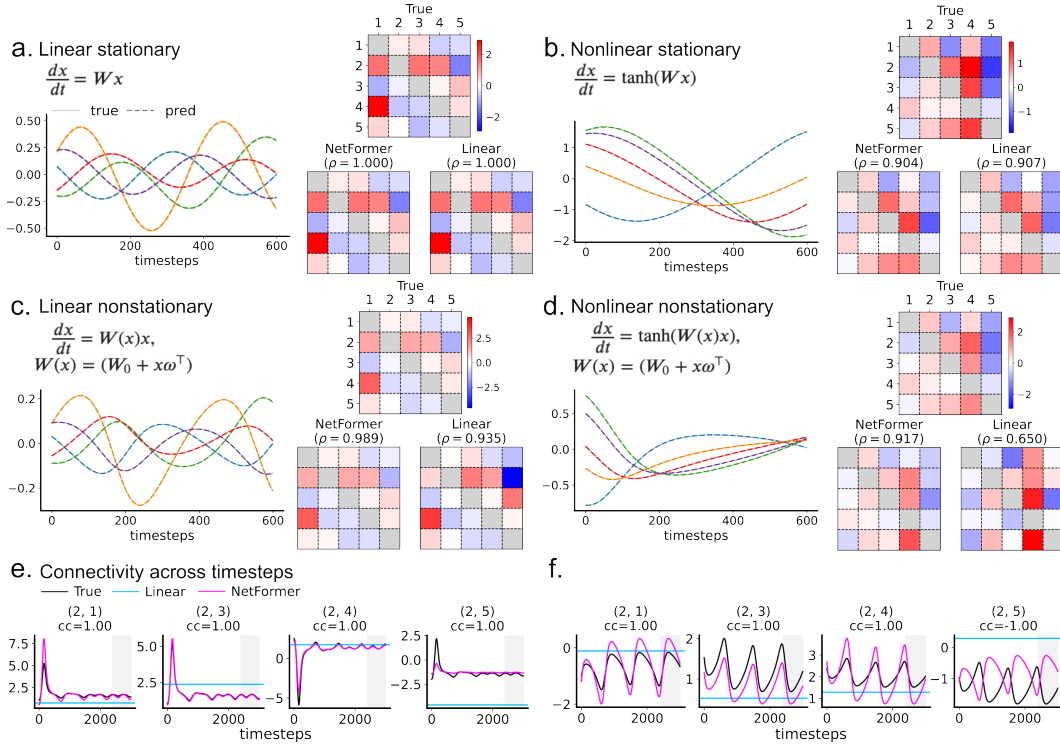 a. Linear stationary
dx/dt = Wx
true pred
0.50
0.25
0.00
−0.25
−0.50
0 200 400 600
timesteps
True
1 2 3 4 5
1
2
3
4
5
2
0
−2
NetFormer
(ρ = 1.000)
Linear
(ρ = 1.000)
b. Nonlinear stationary
dx/dt = tanh(Wx)
1
0
−1
−2
0 200 400 600
timesteps
True
1 2 3 4 5
1
2
3
4
5
1
0
−1
NetFormer
(ρ = 0.904)
Linear
(ρ = 0.907)
c. Linear nonstationary
dx/dt = W(x)x,
W(x) = (W₀ + xω⊤)
0.2
0.0
−0.2
0 200 400 600
timesteps
True
1 2 3 4 5
1
2
3
4
5
2.5
0.0
−2.5
NetFormer
(ρ = 0.989)
Linear
(ρ = 0.935)
d. Nonlinear nonstationary
dx/dt = tanh(W(x)x),
W(x) = (W₀ + xω⊤)
0.5
0.0
−0.5
0 200 400 600
timesteps
True
1 2 3 4 5
1
2
3
4
5
2
0
−2
NetFormer
(ρ = 0.917)
Linear
(ρ = 0.650)
e. Connectivity across timesteps
True Linear NetFormer
(2, 1)
cc=1.00
7.5
5.0
2.5
0 2000
(2, 3)
cc=1.00
5.0
2.5
0 2000
(2, 4)
cc=1.00
0
−5
0 2000
(2, 5)
cc=1.00
2.5
0.0
−2.5
0 2000
timesteps
f.
(2, 1)
cc=1.00
0
−2
0 2000
(2, 3)
cc=1.00
2
1
0 2000
(2, 4)
cc=1.00
3
2
1
0 2000
(2, 5)
cc=-1.00
0
−1
0 2000
timesteps